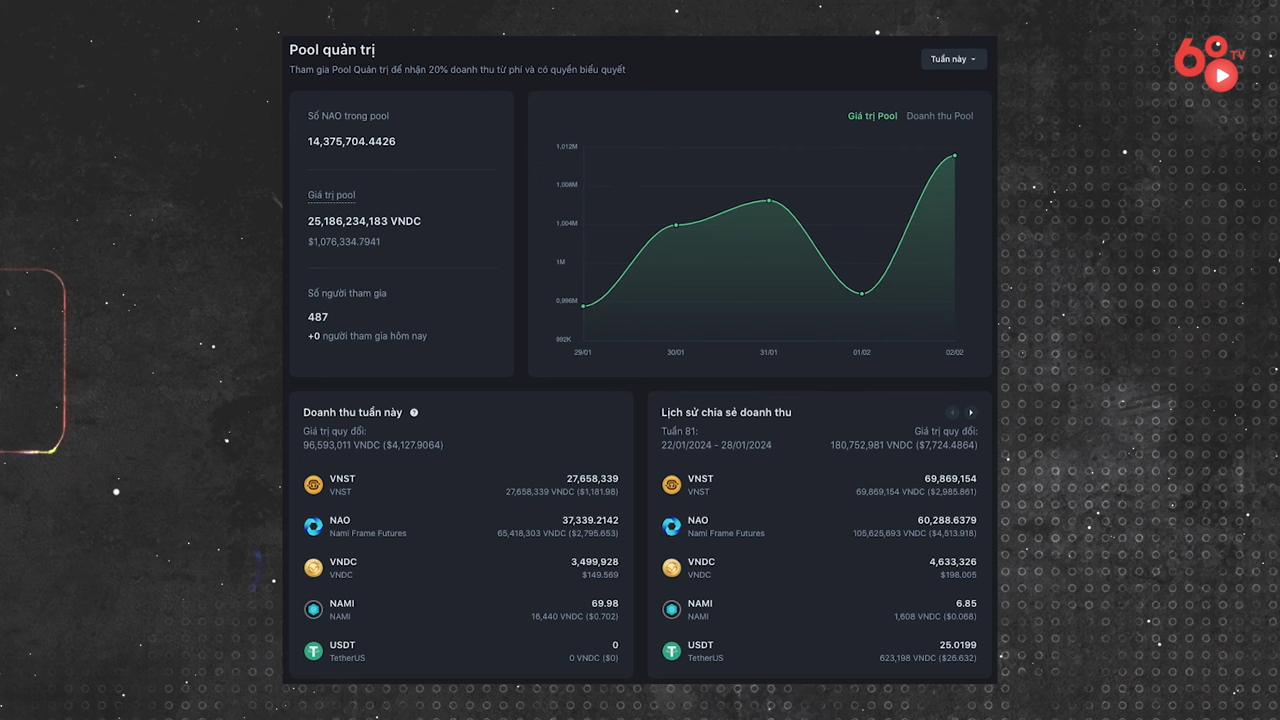 Pool quản trị
Tham gia Pool Quản trị để nhận 20% doanh thu từ phí và có quyền biểu quyết
Tuần này
68 TV
Số NAO trong pool
14,375,704.4426
Giá trị pool
25,186,234,183 VNDC
$1,076,334.7941
Số người tham gia
487
+0 người tham gia hôm nay
Giá trị Pool Doanh thu Pool
1,012M
1,008M
1,004M
1M
0,996M
992K
29/01 30/01 31/01 01/02 02/02
Doanh thu tuần này ?
Giá trị quy đổi:
96,593,011 VNDC ($4,127.9064)
VNST 27,658,339
VNST 27,658,339 VNDC ($1,181.98)
NAO 37,339.2142
Nami Frame Futures 65,418,303 VNDC ($2,795.653)
VNDC 3,499,928
VNDC $149.569
NAMI 69.98
NAMI 16,440 VNDC ($0.702)
USDT 0
TetherUS 0 VNDC ($0)
Lịch sử chia sẻ doanh thu
Tuần 81: Giá trị quy đổi:
22/01/2024 - 28/01/2024 180,752,981 VNDC ($7,724.4864)
VNST 69,869,154
VNST 69,869,154 VNDC ($2,985.861)
NAO 60,288.6379
Nami Frame Futures 105,625,693 VNDC ($4,513.918)
VNDC 4,633,326
VNDC $198.005
NAMI 6.85
NAMI 1,608 VNDC ($0.068)
USDT 25.0199
TetherUS 623,198 VNDC ($26.632)